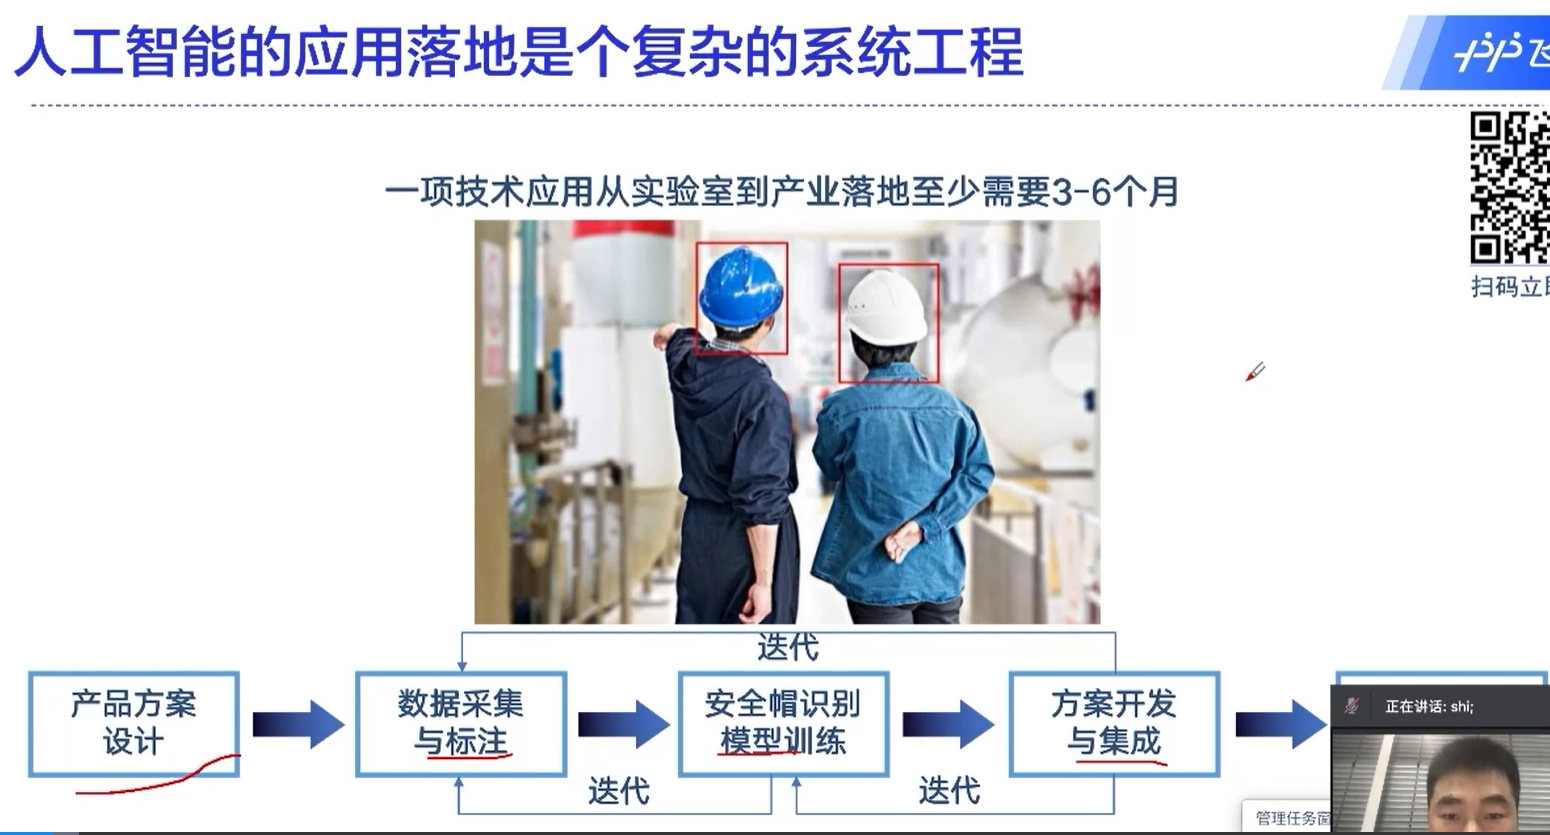 人工智能的应用落地是个复杂的系统工程
飞
扫码立即
一项技术应用从实验室到产业落地至少需要3-6个月
迭代
产品方案
设计
数据采集
与标注
安全帽识别
模型训练
方案开发
与集成
迭代
迭代
正在讲话: shi;
管理任务窗